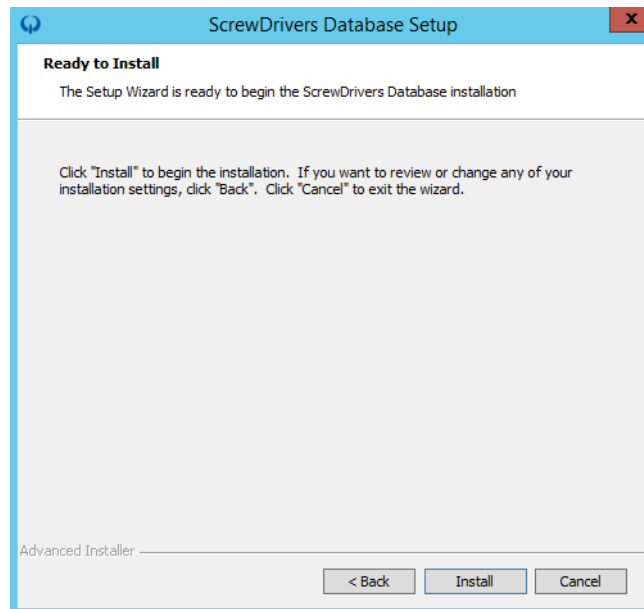 ScrewDrivers Database Setup
x
Ready to Install
The Setup Wizard is ready to begin the ScrewDrivers Database installation
Click "Install" to begin the installation. If you want to review or change any of your
installation settings, click "Back". Click "Cancel" to exit the wizard.
Advanced Installer
< Back Install Cancel